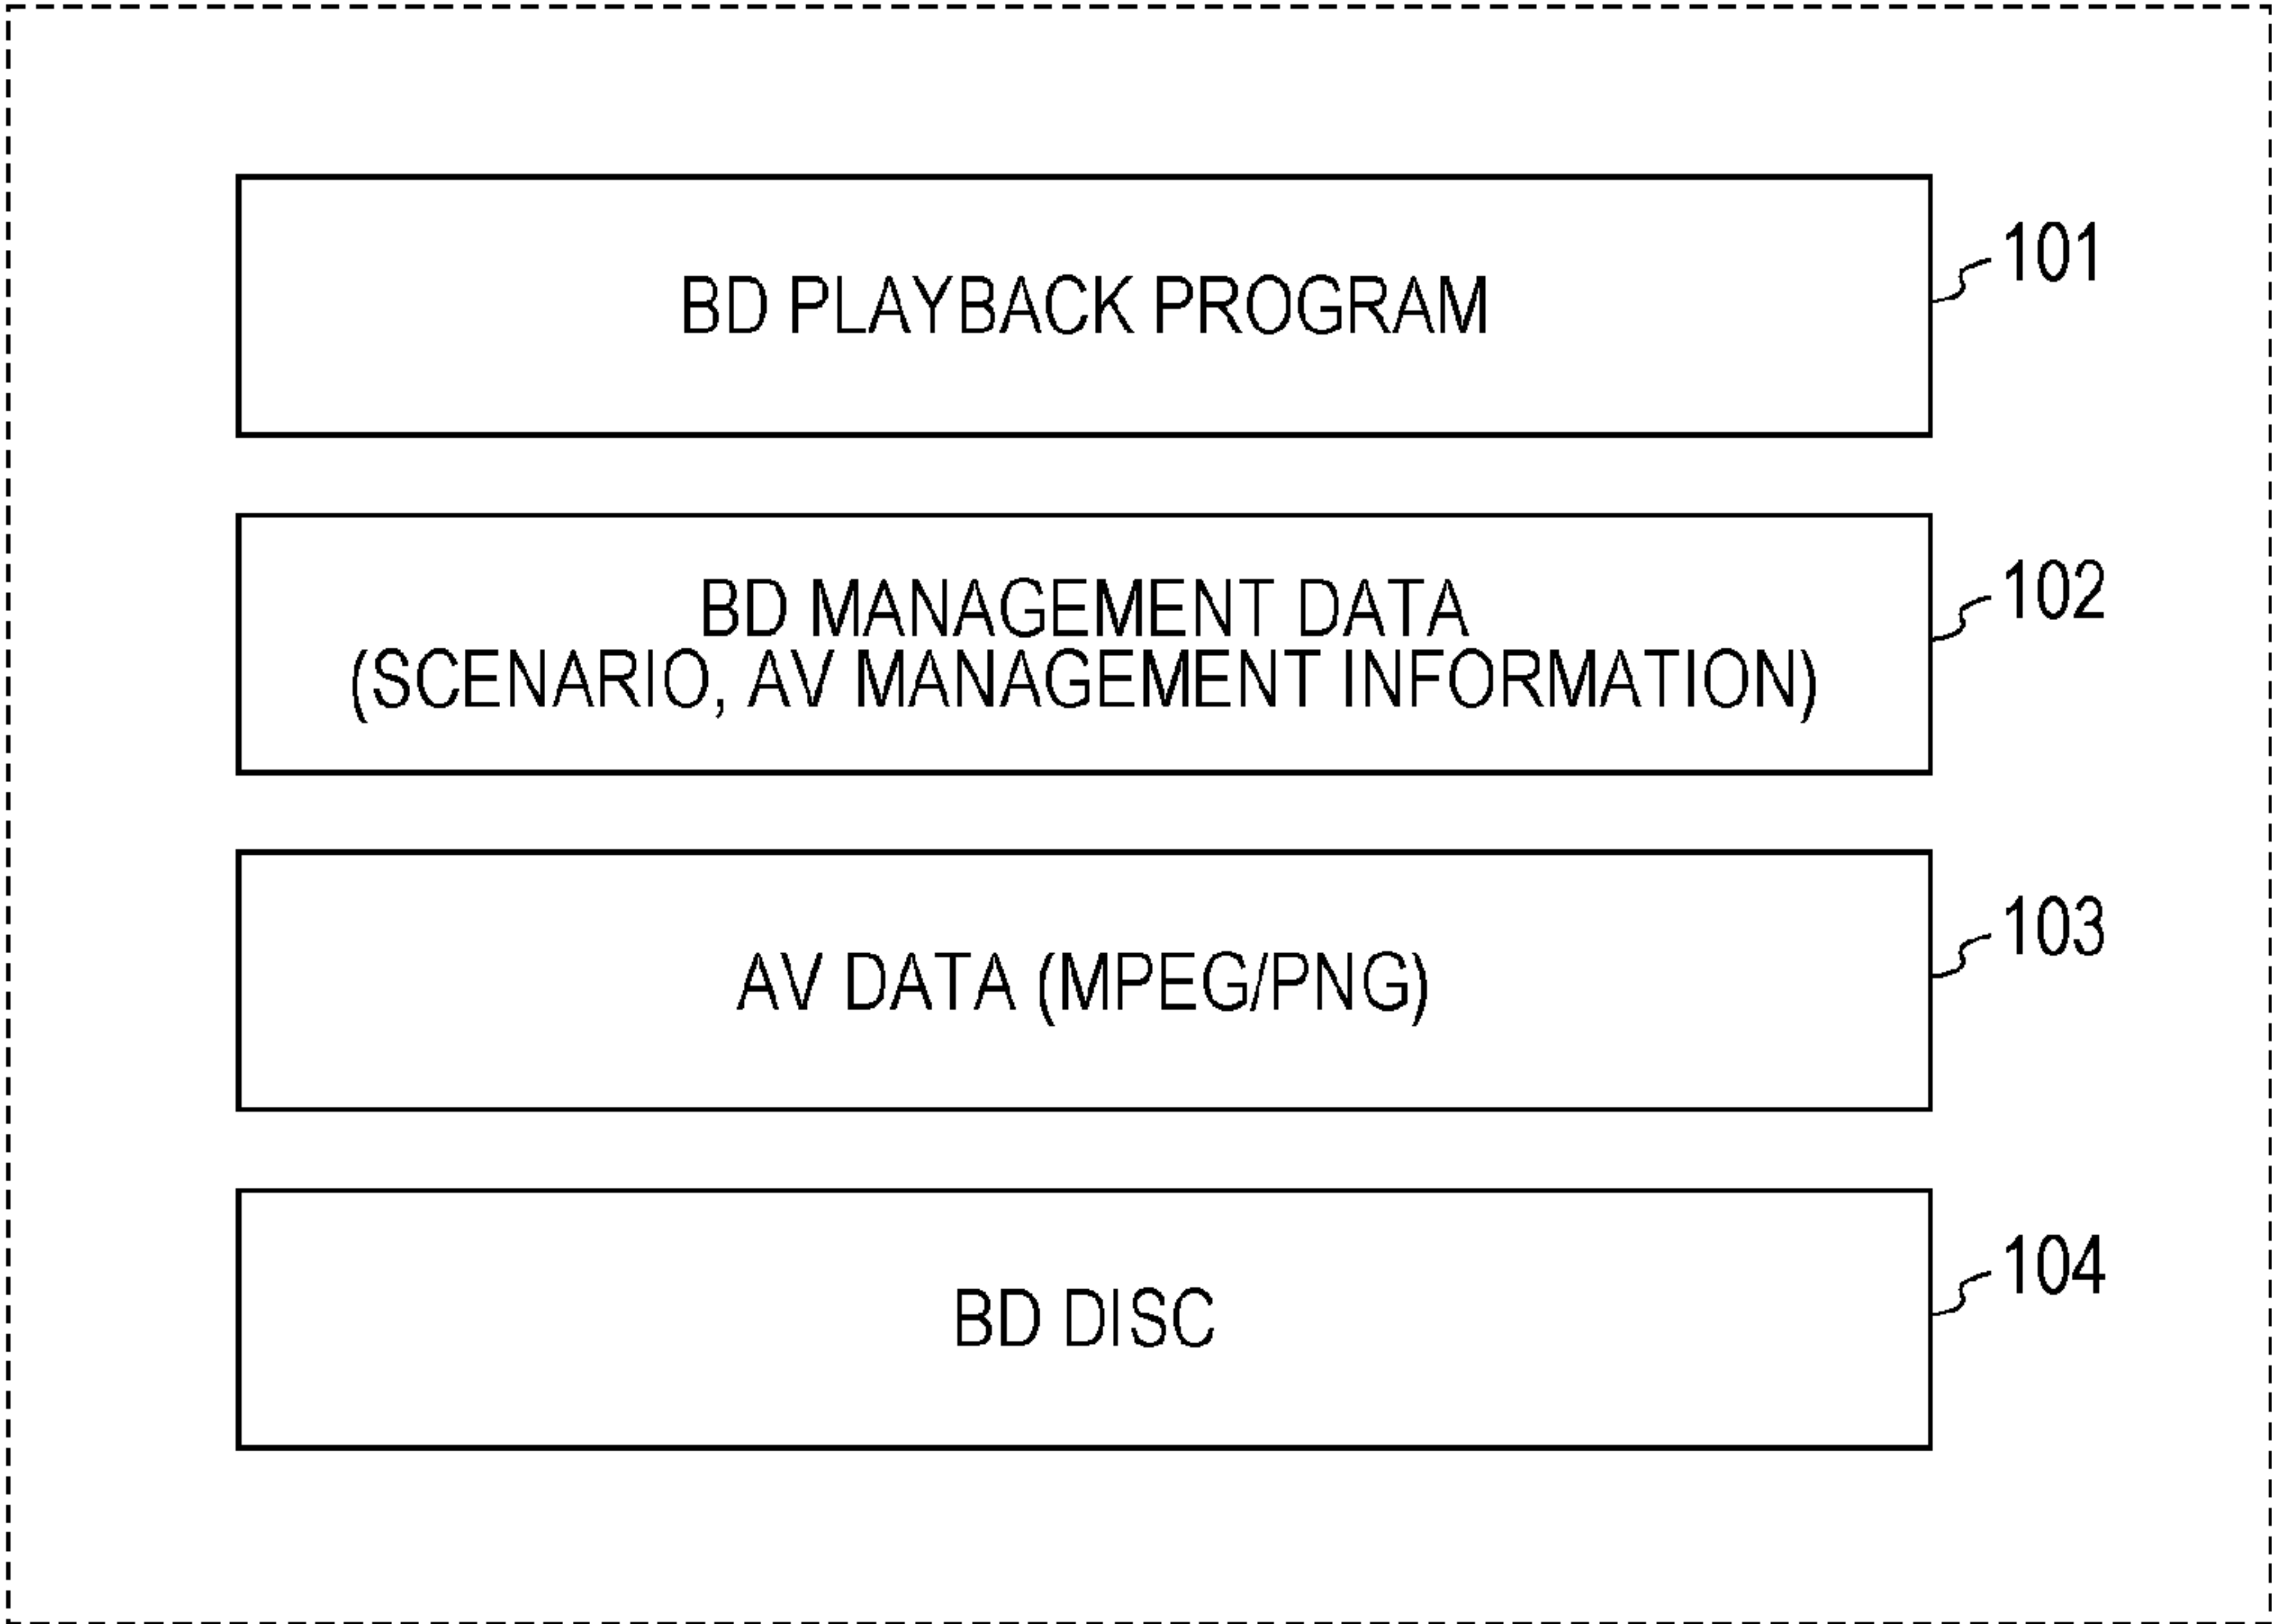 BD PLAYBACK PROGRAM
101
BD MANAGEMENT DATA
(SCENARIO, AV MANAGEMENT INFORMATION)
102
AV DATA (MPEG/PNG)
103
BD DISC
104